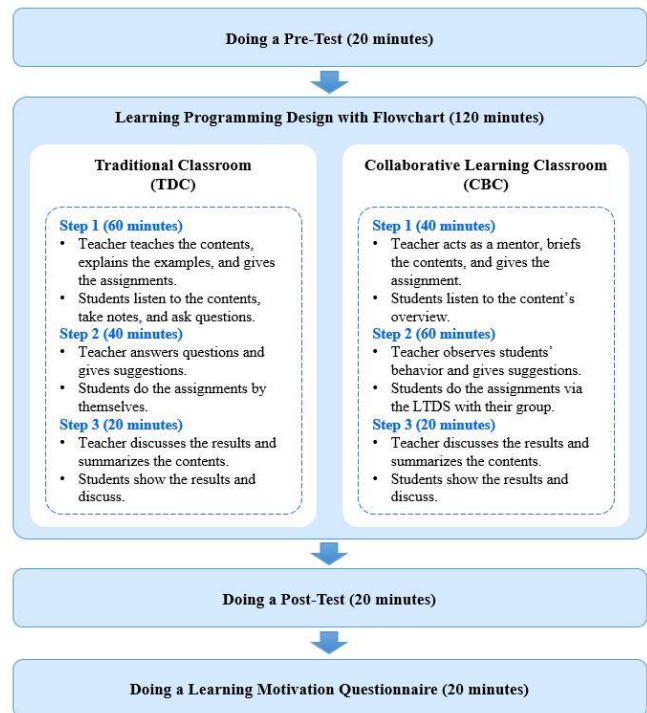 Doing a Pre-Test (20 minutes)
Learning Programming Design with Flowchart (120 minutes)
Traditional Classroom
(TDC)
Step 1 (60 minutes)
• Teacher teaches the contents,
explains the examples, and gives
the assignments.
• Students listen to the contents,
take notes, and ask questions.
Step 2 (40 minutes)
• Teacher answers questions and
gives suggestions.
• Students do the assignments by
themselves.
Step 3 (20 minutes)
• Teacher discusses the results and
summarizes the contents.
• Students show the results and
discuss.
Collaborative Learning Classroom
(CBC)
Step 1 (40 minutes)
• Teacher acts as a mentor, briefs
the contents, and gives the
assignment.
• Students listen to the content’s
overview.
Step 2 (60 minutes)
• Teacher observes students’
behavior and gives suggestions.
• Students do the assignments via
the LTDS with their group.
Step 3 (20 minutes)
• Teacher discusses the results and
summarizes the contents.
• Students show the results and
discuss.
Doing a Post-Test (20 minutes)
Doing a Learning Motivation Questionnaire (20 minutes)